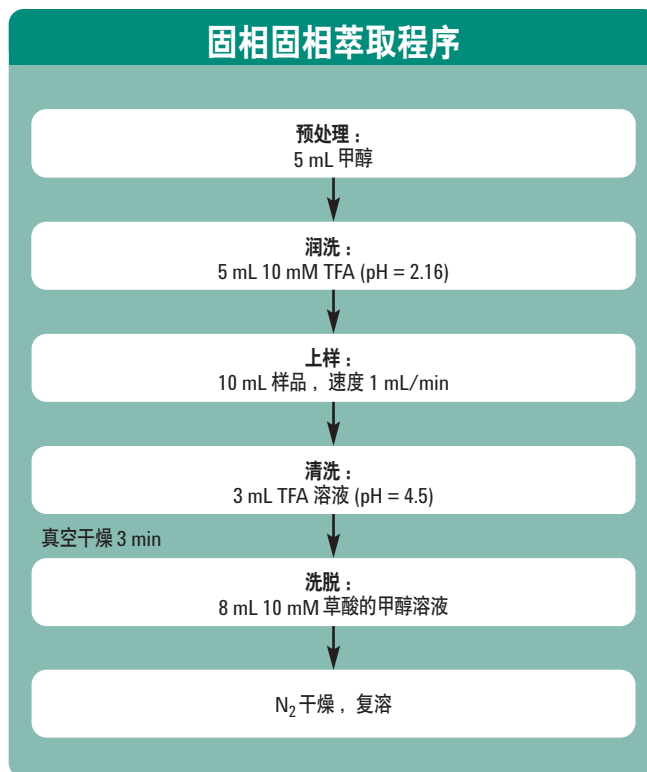 固相固相萃取程序
预处理：
5 mL 甲醇
润洗：
5 mL 10 mM TFA (pH = 2.16)
上样：
10 mL 样品，速度 1 mL/min
清洗：
3 mL TFA 溶液 (pH = 4.5)
真空干燥 3 min
洗脱：
8 mL 10 mM 草酸的甲醇溶液
N₂ 干燥，复溶